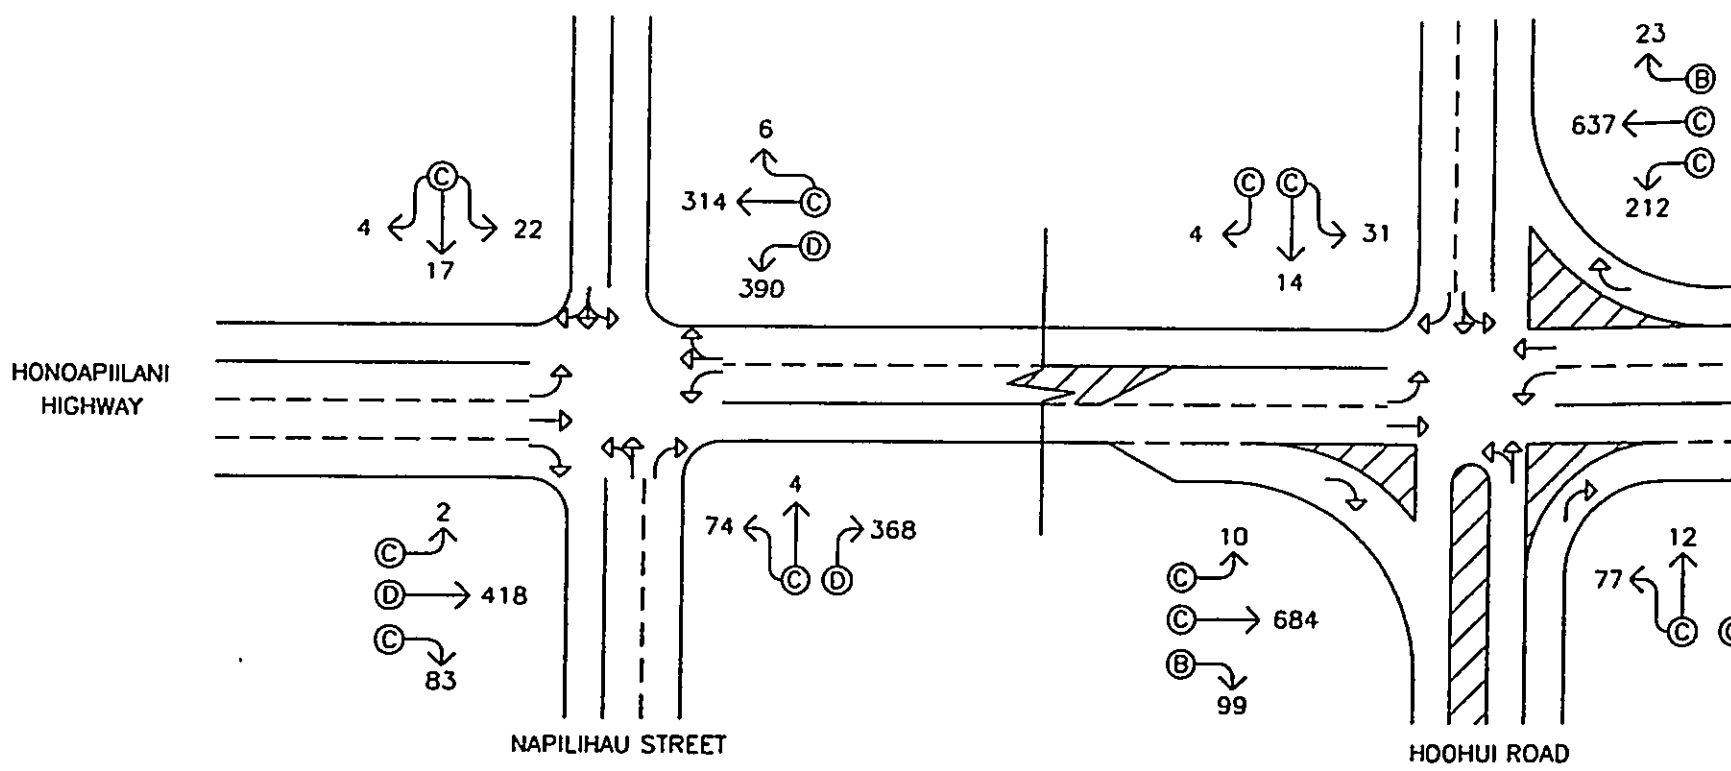 23
B
637 C
C
212
6
314 C
D
390
C
4 22
17
C C
4 31
14
HONOAPIILANI
HIGHWAY
2
C
D 418
C
83
4
74 368
C D
10
C
C 684
B
99
12
77
C
NAPILIHAU STREET
HOOHUI ROAD